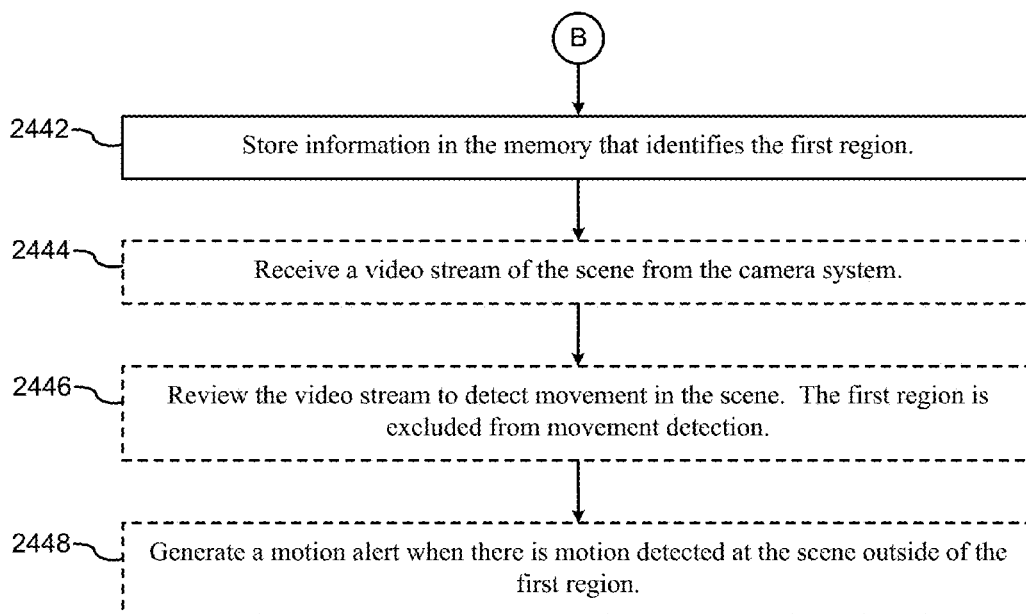 B
2442
Store information in the memory that identifies the first region.
2444
Receive a video stream of the scene from the camera system.
2446
Review the video stream to detect movement in the scene. The first region is
excluded from movement detection.
2448
Generate a motion alert when there is motion detected at the scene outside of the
first region.